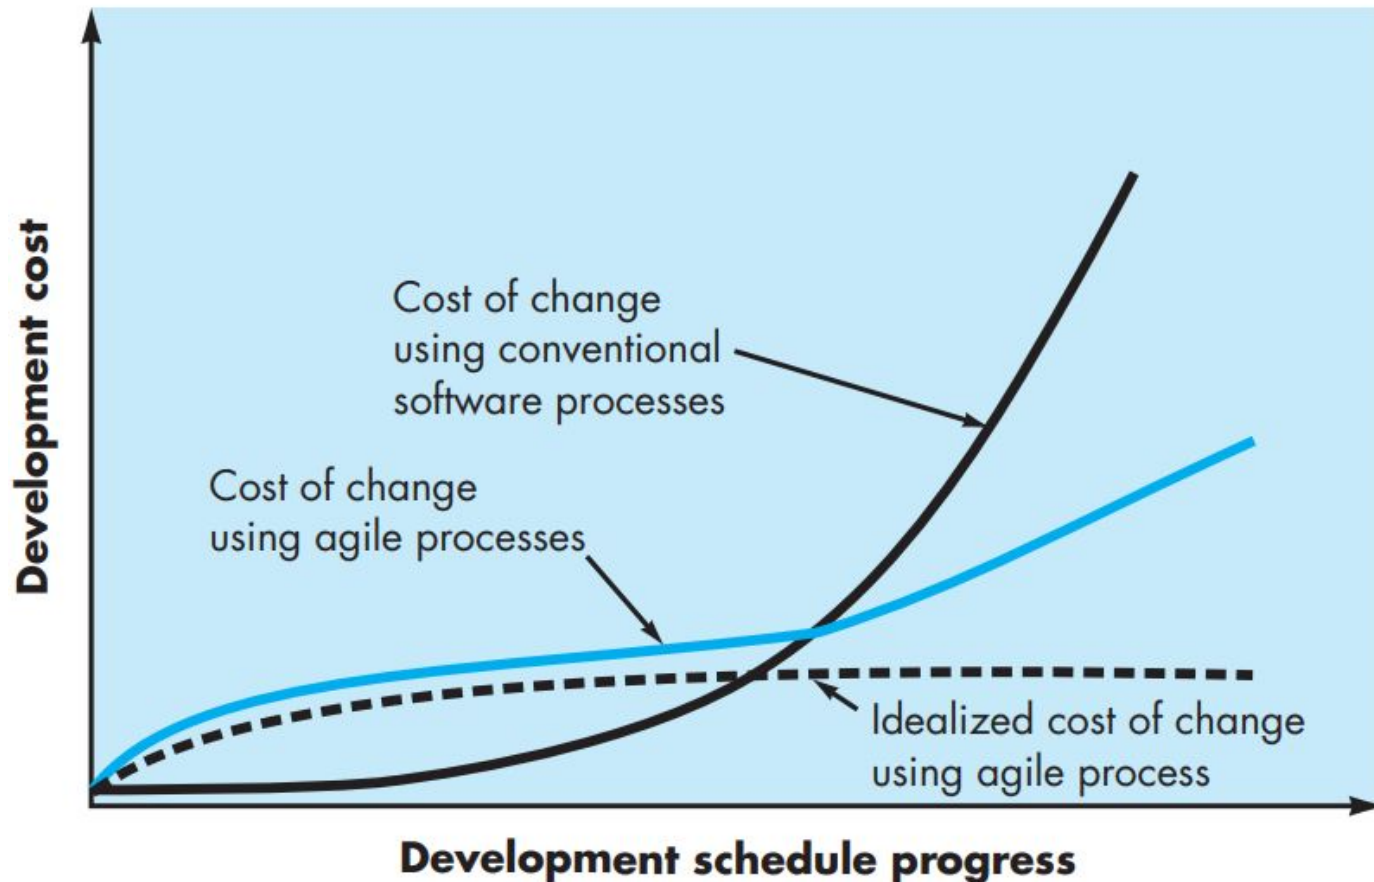 Development cost
Cost of change
using conventional
software processes
Cost of change
using agile processes
Idealized cost of change
using agile process
Development schedule progress